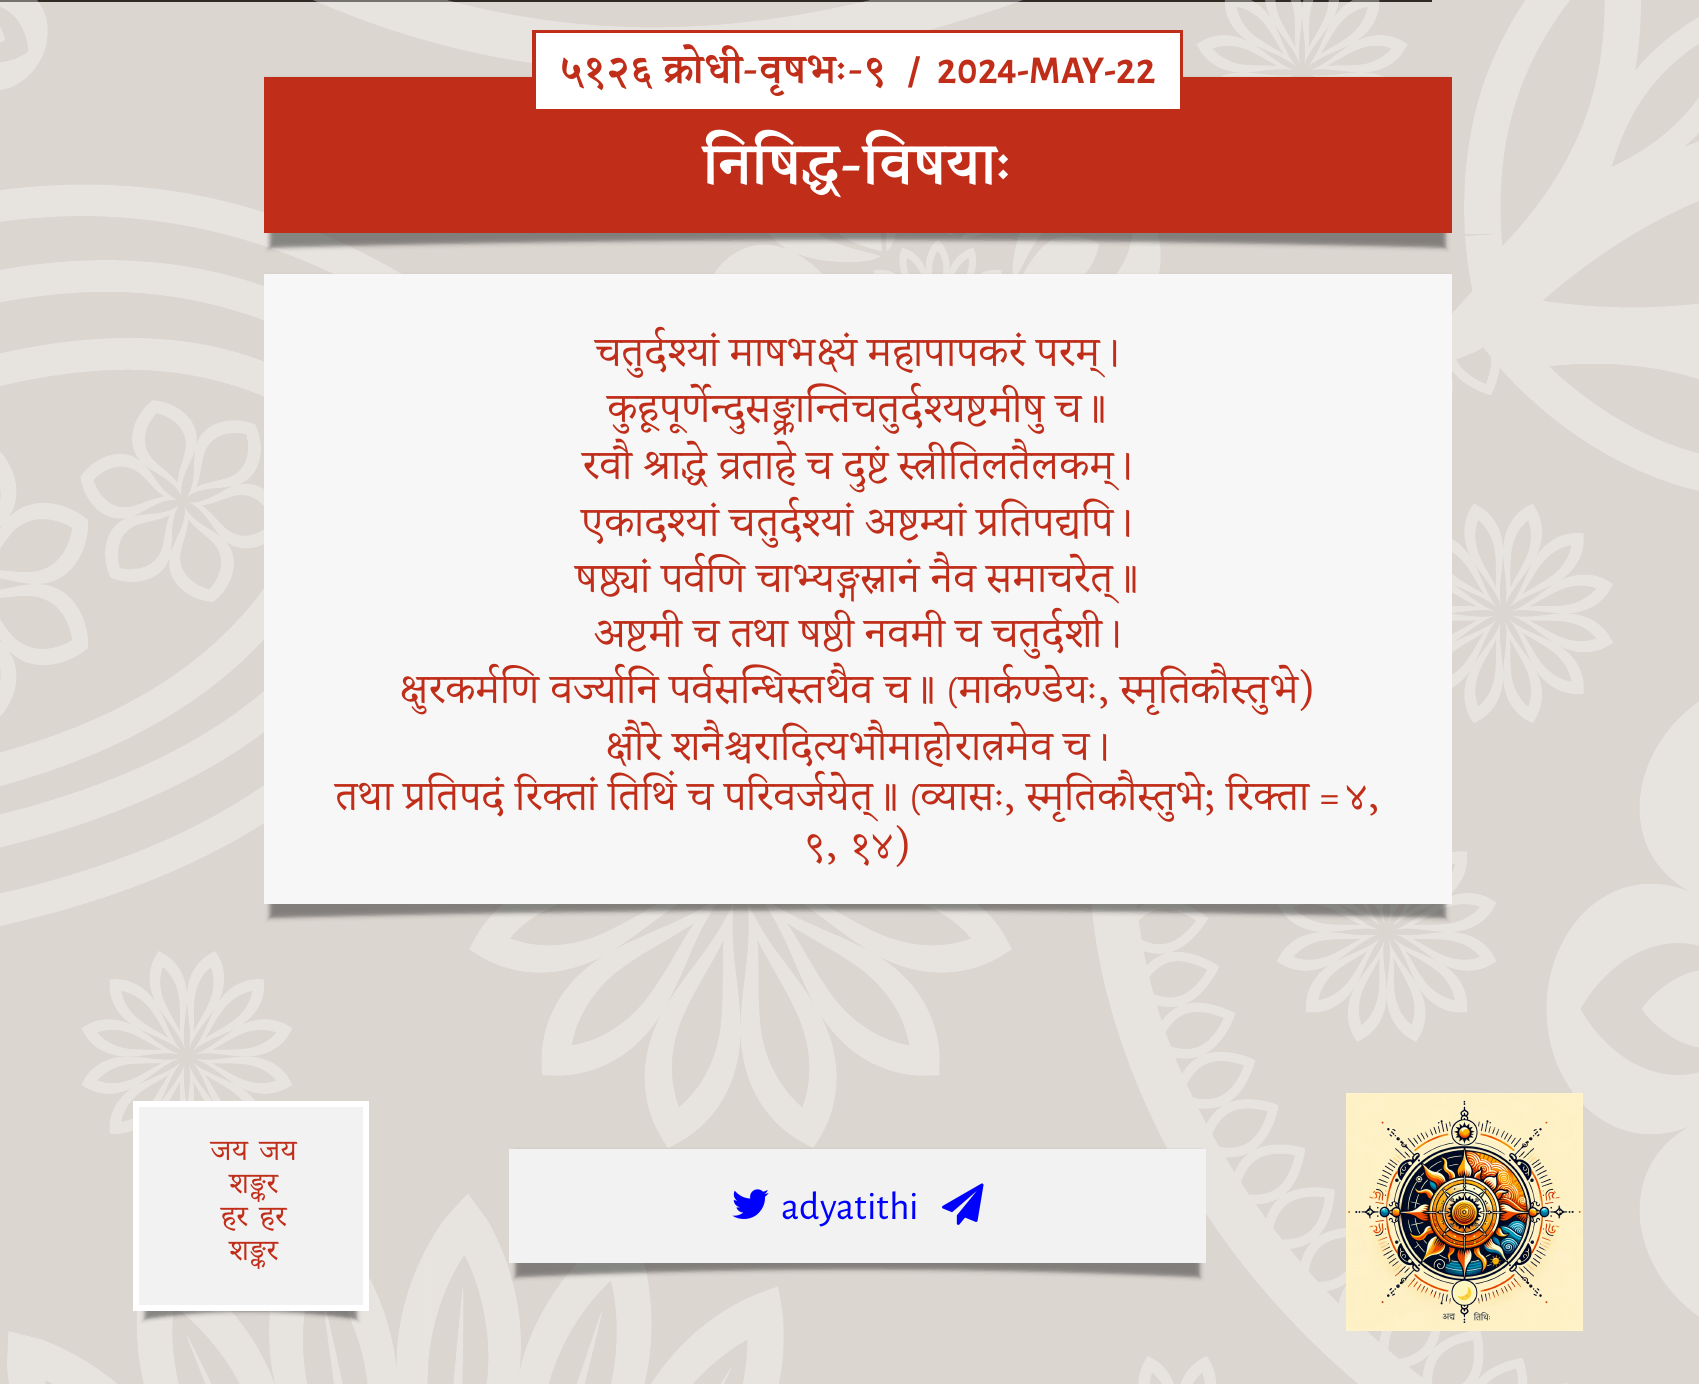 ५१२६ क्रोधी-वृषभः-९ / 2024-MAY-22
निषिद्ध-विषयाः
चतुर्दश्यां माषभक्ष्यं महापापकरं परम्।
कुहूपूर्णेन्दुसङ्क्रान्तिचतुर्दश्यष्टमीषु च॥
रवौ श्राद्धे व्रताहे च दुष्टं स्त्रीतिलतैलकम्।
एकादश्यां चतुर्दश्यां अष्टम्यां प्रतिपद्यपि।
षष्ठ्यां पर्वणि चाभ्यङ्गस्नानं नैव समाचरेत्॥
अष्टमी च तथा षष्ठी नवमी च चतुर्दशी।
क्षुरकर्मणि वर्ज्यानि पर्वसन्धिस्तथैव च॥ (मार्कण्डेयः, स्मृतिकौस्तुभे)
क्षौरे शनैश्चरादित्यभौमाहोरात्रमेव च।
तथा प्रतिपदं रिक्तां तिथिं च परिवर्जयेत्॥ (व्यासः, स्मृतिकौस्तुभे; रिक्ता = ४,
९, १४)
जय जय
शङ्कर
हर हर
शङ्कर
adyatithi
अद्य तिथिः